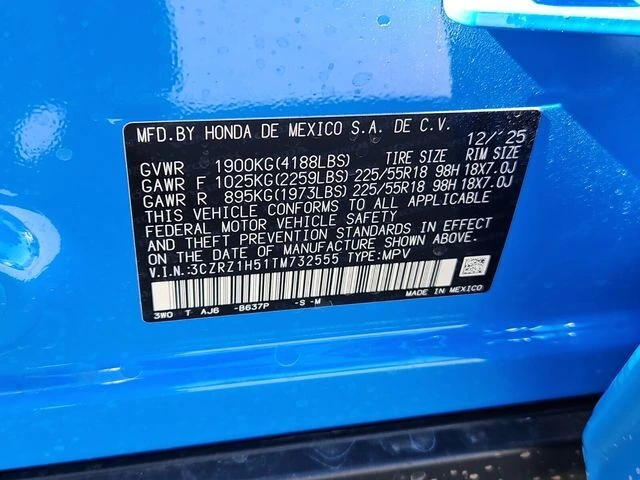 MFD.BY HONDA DE MEXICO S.A. DE C.V. 12/25
GVWR 1900KG(4188LBS) TIRE SIZE RIM SIZE
GAWR F 1025KG(2259LBS) 225/55R18 98H 18X7.0J
GAWR R 895KG(1973LBS) 225/55R18 98H 18X7.0J
THIS VEHICLE CONFORMS TO ALL APPLICABLE
FEDERAL MOTOR VEHICLE SAFETY
AND THEFT PREVENTION STANDARDS IN EFFECT
ON THE DATE OF MANUFACTURE SHOWN ABOVE.
V.I.N.:3CZRZ1H51TM732555 TYPE:MPV
3WO T AJ6 -B637P -S -M
MADE IN MEXICO